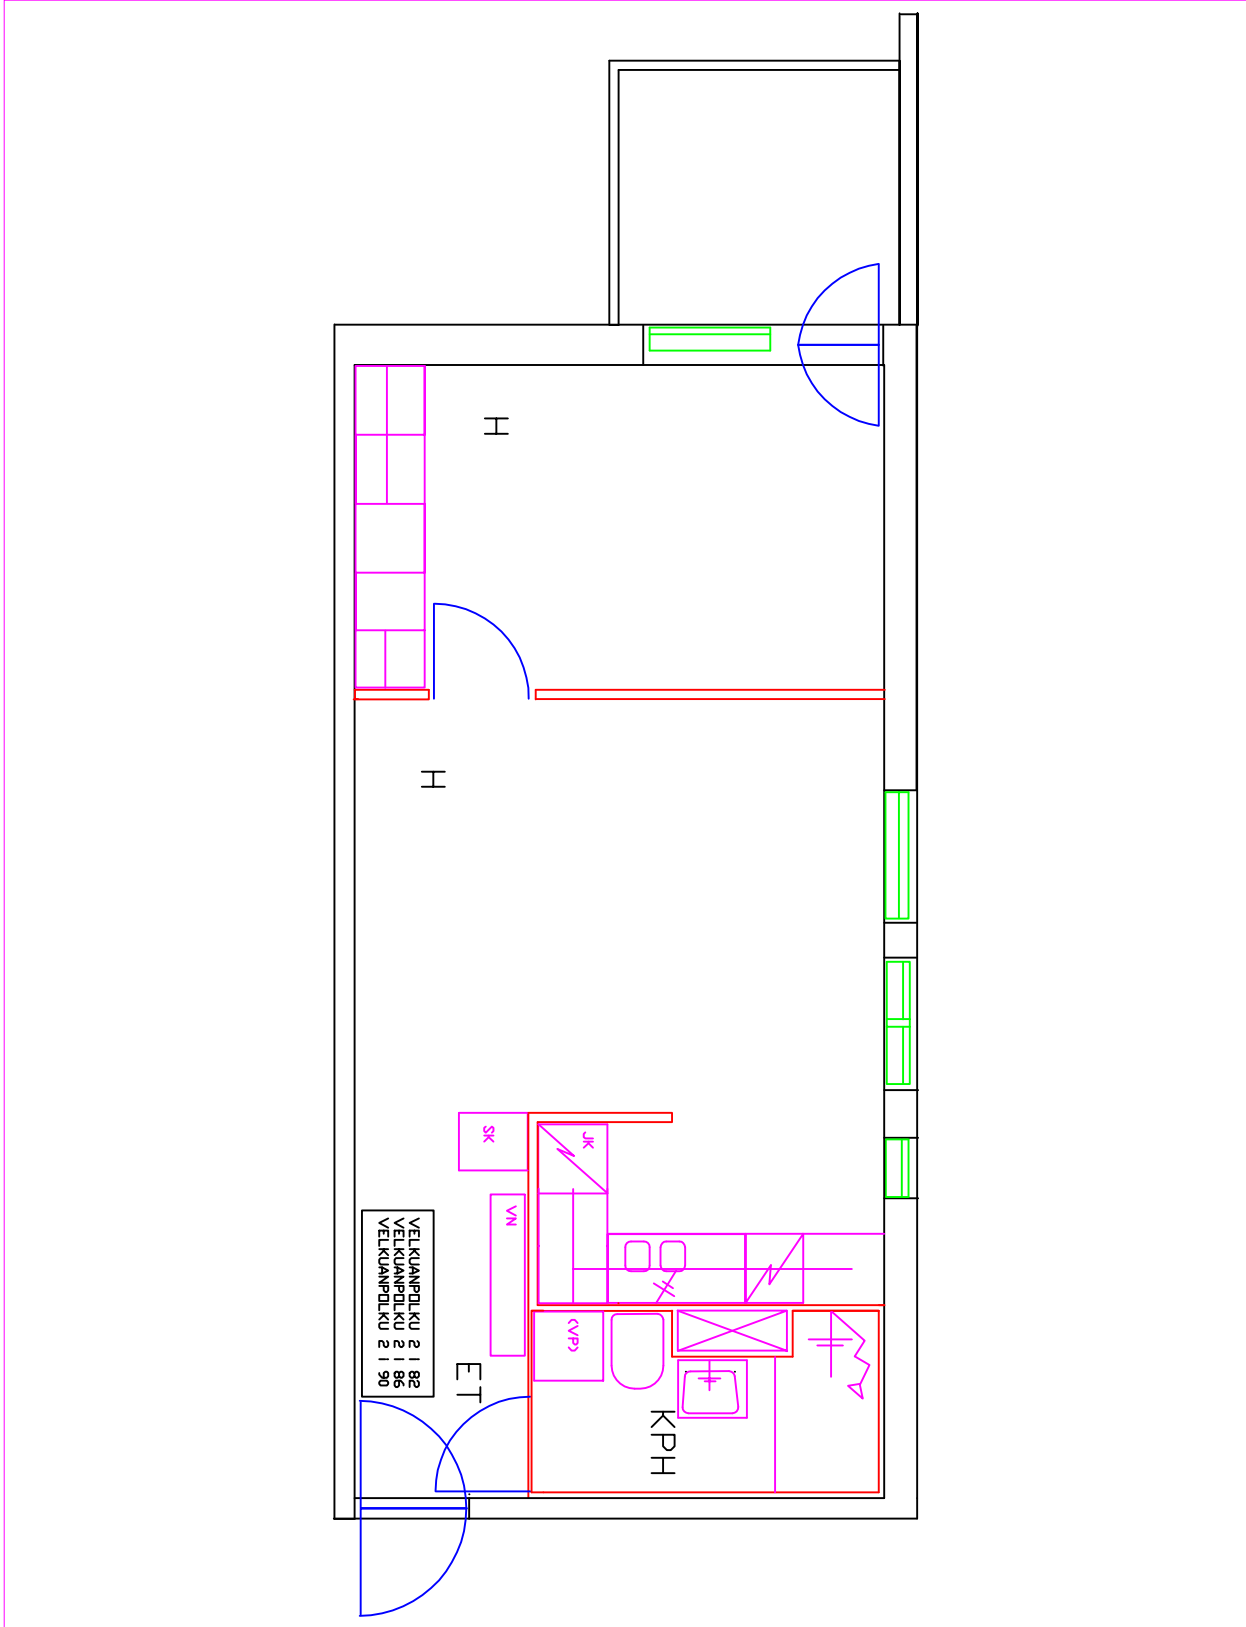 H
H
SK
JK
VN
VELKUANPOLKU 2 I 82
VELKUANPOLKU 2 I 86
VELKUANPOLKU 2 I 90
(VP)
ET
KPH